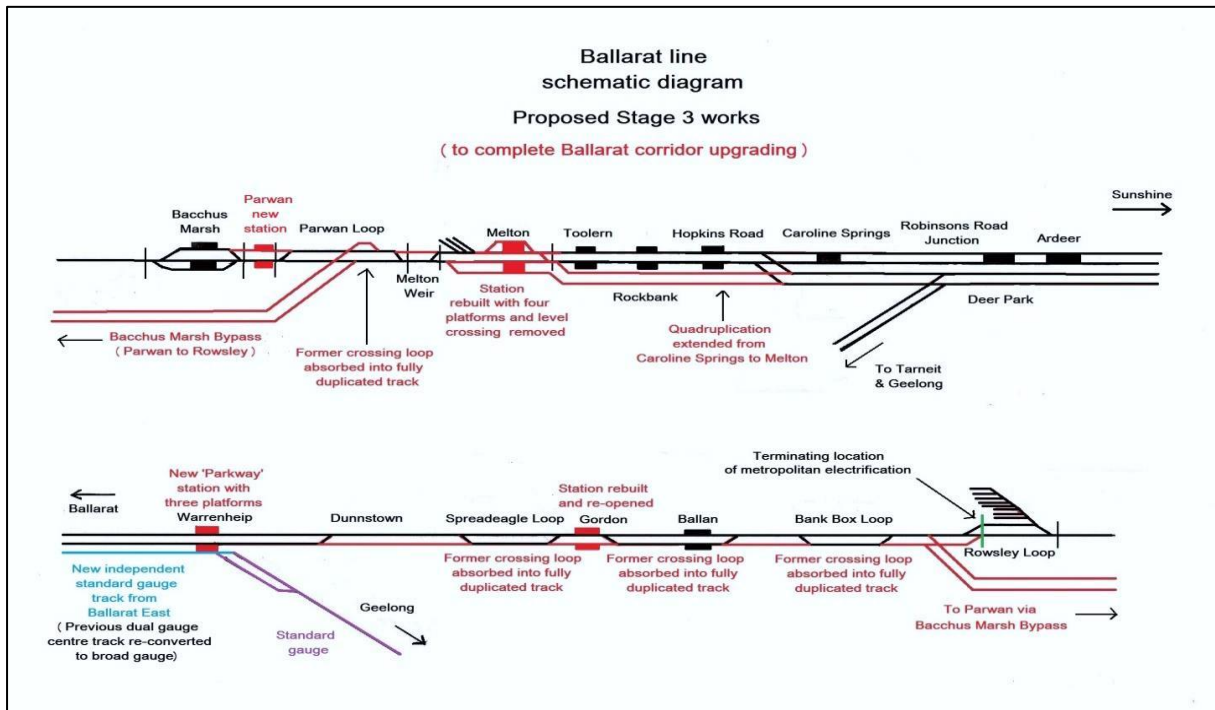 Ballarat line
schematic diagram
Proposed Stage 3 works
( to complete Ballarat corridor upgrading )
Sunshine
Bacchus
Marsh
Parwan
new
station
Parwan Loop
Melton
Weir
Melton
Station
rebuilt with four
platforms and level
crossing removed
Toolern
Rockbank
Hopkins Road
Caroline Springs
Robinsons Road
Junction
Ardeer
Deer Park
Bacchus Marsh Bypass
( Parwan to Rowsley )
Former crossing loop
absorbed into fully
duplicated track
Quadruplication
extended from
Caroline Springs to Melton
To Tarneit
& Geelong
Ballarat
New 'Parkway'
station with
three platforms
Warrenheip
Dunnstown
Spreadeagle Loop
Station rebuilt
and re-opened
Gordon
Ballan
Bank Box Loop
Terminating location
of metropolitan electrification
Rowsley Loop
New independent
standard gauge
track from
Ballarat East
( Previous dual gauge
centre track re-converted
to broad gauge)
Standard
gauge
Geelong
Former crossing loop
absorbed into fully
duplicated track
Former crossing loop
absorbed into fully
duplicated track
Former crossing loop
absorbed into fully
duplicated track
To Parwan via
Bacchus Marsh Bypass